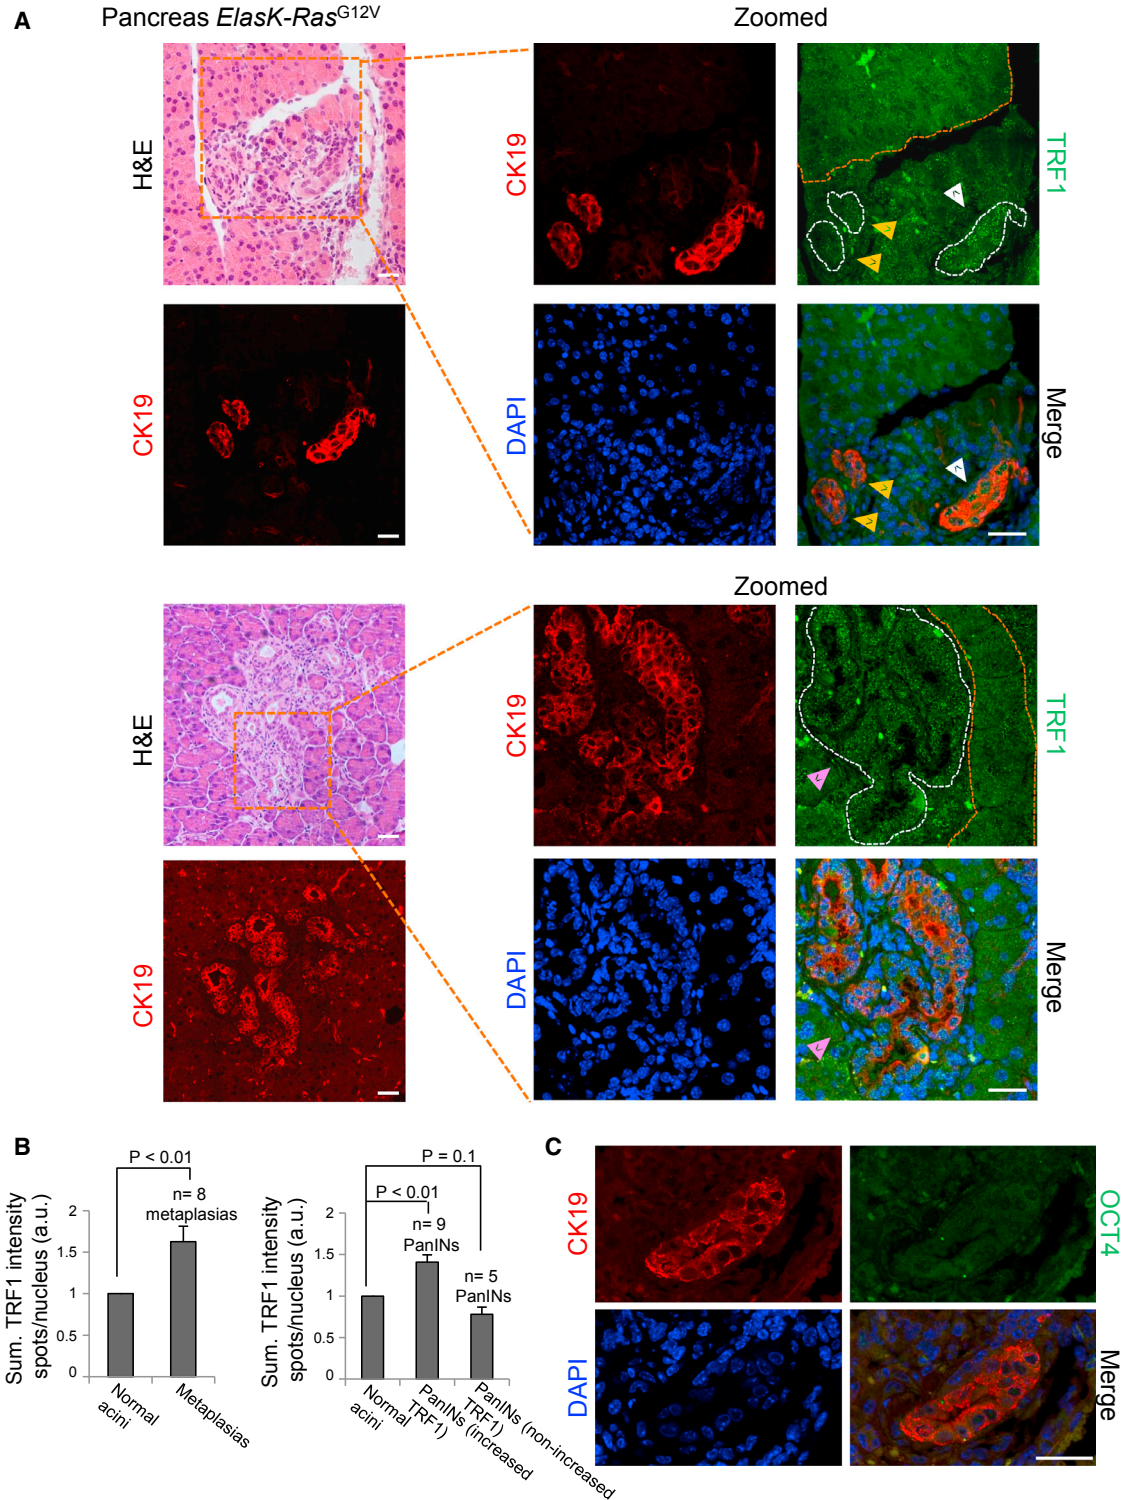 A
Pancreas ElasK-Ras^G12V
Zoomed
H&E
CK19
TRF1
CK19
DAPI
Merge
Zoomed
H&E
CK19
TRF1
CK19
DAPI
Merge
B
P < 0.01
n= 8
metaplasias
Sum. TRF1 intensity
spots/nucleus (a.u.)
2
1.5
1
0.5
0
Normal
acini
Metaplasias
P = 0.1
P < 0.01
n= 9
PanINs
n= 5
PanINs
Sum. TRF1 intensity
spots/nucleus (a.u.)
2
1.5
1
0.5
0
Normal
acini
PanINs (increased
TRF1)
PanINs (non-increased
TRF1)
C
CK19
OCT4
DAPI
Merge